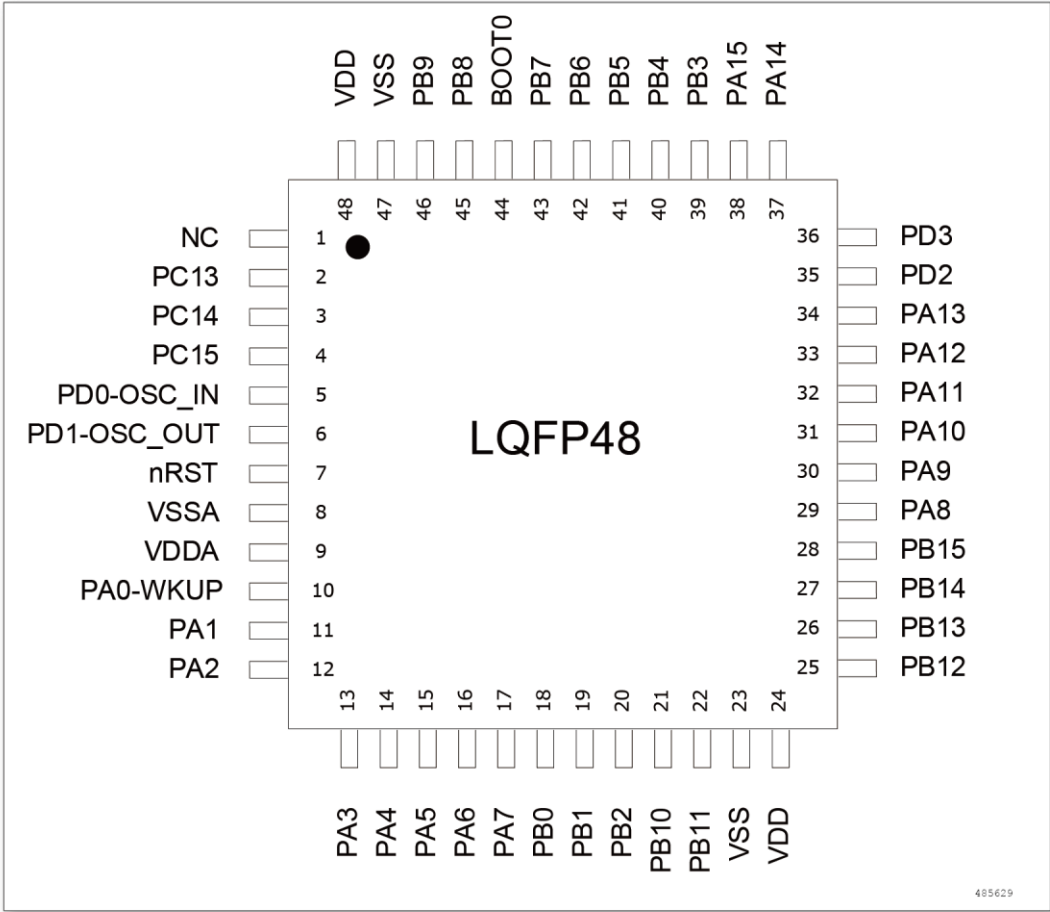 VDD
VSS
PB9
PB8
BOOT0
PB7
PB6
PB5
PB4
PB3
PA15
PA14
48
47
46
45
44
43
42
41
40
39
38
37
NC 1
PC13 2
PC14 3
PC15 4
PD0-OSC_IN 5
PD1-OSC_OUT 6
nRST 7
VSSA 8
VDDA 9
PA0-WKUP 10
PA1 11
PA2 12
LQFP48
36 PD3
35 PD2
34 PA13
33 PA12
32 PA11
31 PA10
30 PA9
29 PA8
28 PB15
27 PB14
26 PB13
25 PB12
13
14
15
16
17
18
19
20
21
22
23
24
PA3
PA4
PA5
PA6
PA7
PB0
PB1
PB2
PB10
PB11
VSS
VDD
485629